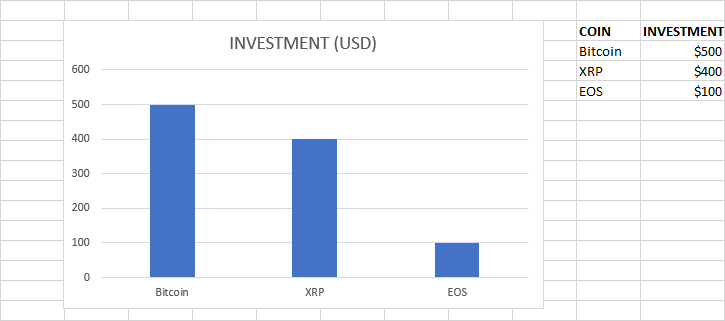 INVESTMENT (USD)
600
500
400
300
200
100
0
Bitcoin XRP EOS
COIN INVESTMENT
Bitcoin $500
XRP $400
EOS $100